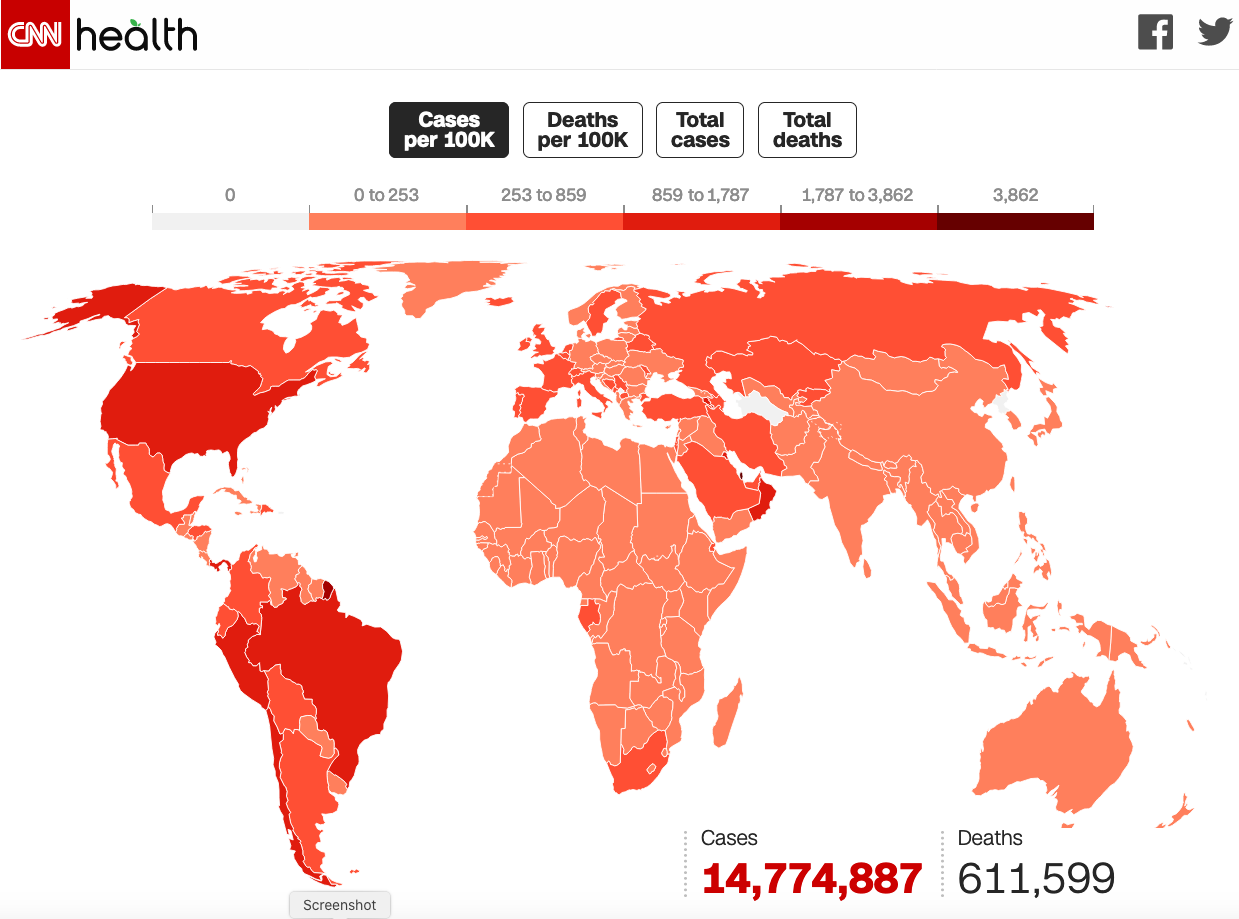 CNN health
Cases
per 100K
Deaths
per 100K
Total
cases
Total
deaths
0
0 to 253
253 to 859
859 to 1,787
1,787 to 3,862
3,862
Cases
Deaths
14,774,887
611,599
Screenshot